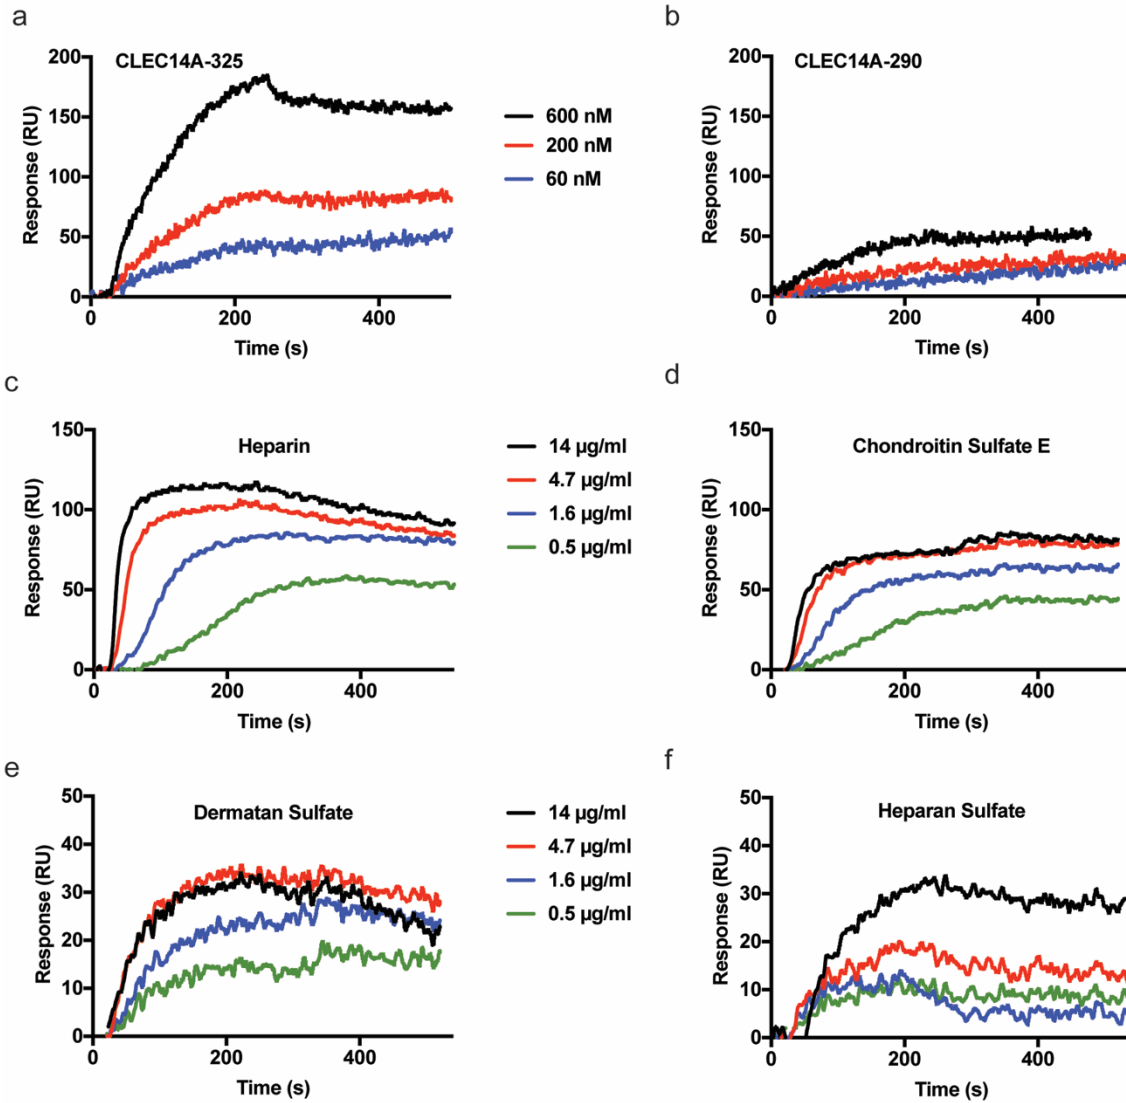 a
CLEC14A-325
200
150
100
50
0
0
200
400
Response (RU)
Time (s)
600 nM
200 nM
60 nM
b
CLEC14A-290
200
150
100
50
0
0
200
400
Response (RU)
Time (s)
c
Heparin
150
100
50
0
0
200
400
Response (RU)
Time (s)
14 µg/ml
4.7 µg/ml
1.6 µg/ml
0.5 µg/ml
d
Chondroitin Sulfate E
150
100
50
0
0
200
400
Response (RU)
Time (s)
e
Dermatan Sulfate
50
40
30
20
10
0
0
200
400
Response (RU)
Time (s)
14 µg/ml
4.7 µg/ml
1.6 µg/ml
0.5 µg/ml
f
Heparan Sulfate
50
40
30
20
10
0
0
200
400
Response (RU)
Time (s)